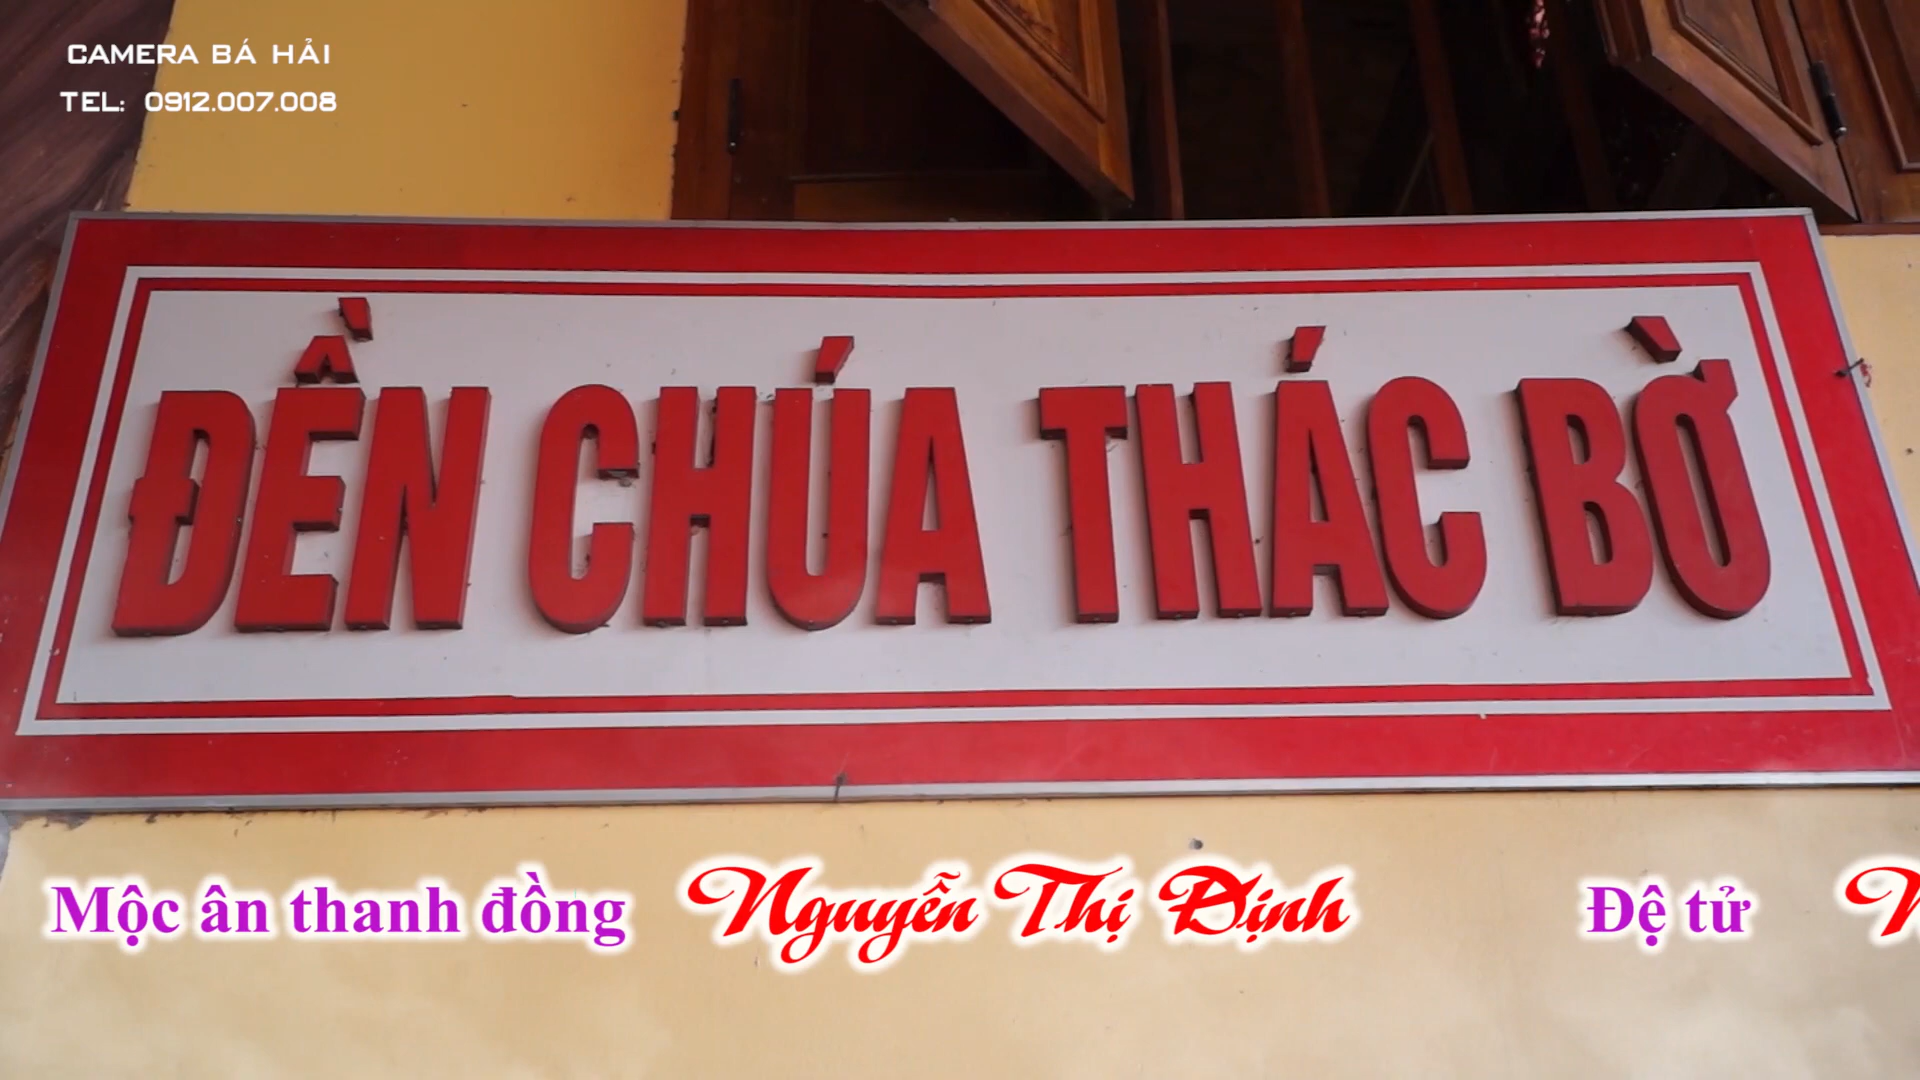 CAMERA BÁ HẢI
TEL: 0912.007.008
ĐỀN CHÚA THÁC BỜ
Mộc ân thanh đồng Nguyễn Thị Định Đệ tử